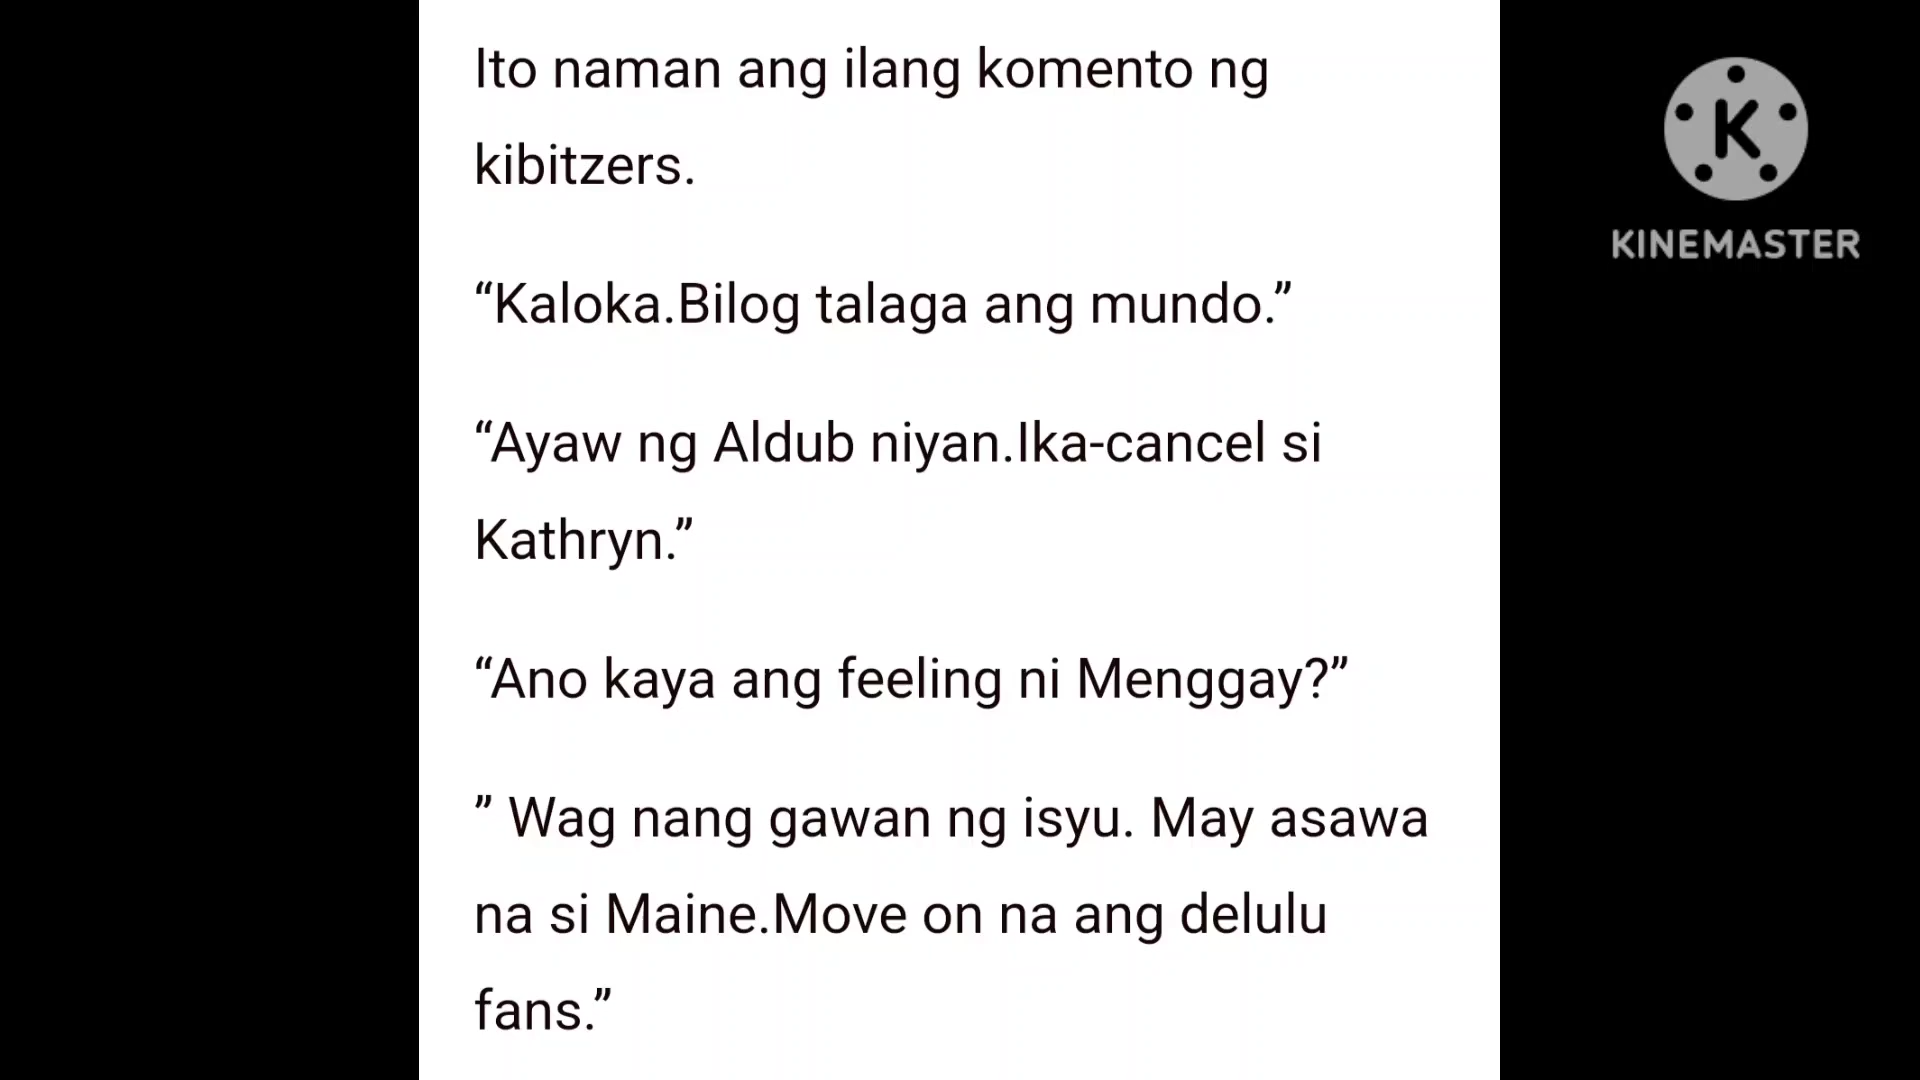 Ito naman ang ilang komento ng
kibitzers.
“Kaloka.Bilog talaga ang mundo.”
“Ayaw ng Aldub niyan.Ika-cancel si
Kathryn.”
“Ano kaya ang feeling ni Menggay?”
” Wag nang gawan ng isyu. May asawa
na si Maine.Move on na ang delulu
fans.”
K
KINEMASTER